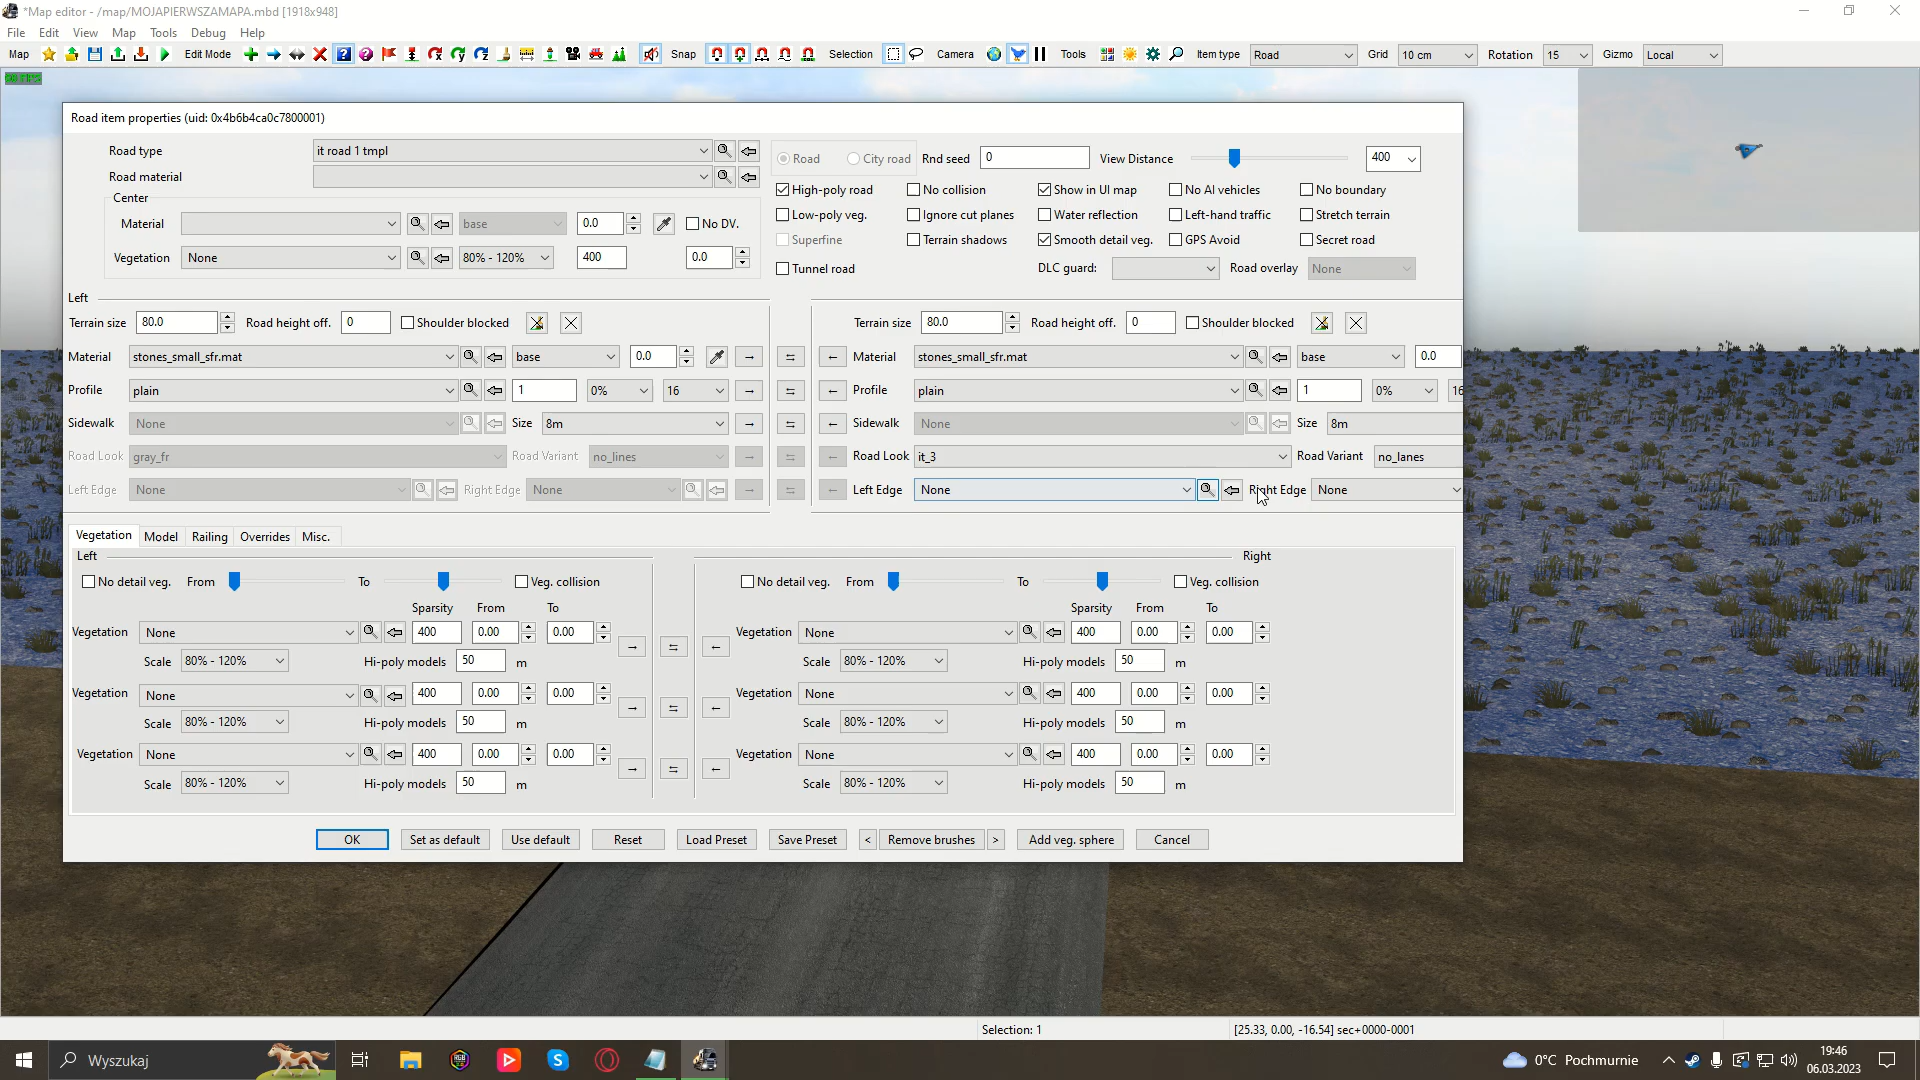 *Map editor - /map/MOJAPIERWSZAMAPA.mbd [1918x948]
File Edit View Map Tools Debug Help
Map Edit Mode Snap Selection Camera Tools Item type Road Grid 10 cm Rotation 15 Gizmo Local
Road item properties (uid: 0x4b6b4ca0c7800001)
Road type it road 1 tmpl Road City road Rnd seed 0 View Distance 400
Road material
High-poly road No collision Show in UI map No AI vehicles No boundary
Center
Low-poly veg. Ignore cut planes Water reflection Left-hand traffic Stretch terrain
Material base 0.0 No DV.
Superfine Terrain shadows Smooth detail veg. GPS Avoid Secret road
Vegetation None 80% - 120% 400 0.0
Tunnel road DLC guard: Road overlay None
Left
Terrain size 80.0 Road height off. 0 Shoulder blocked Terrain size 80.0 Road height off. 0 Shoulder blocked
Material stones_small_sfr.mat base 0.0 → ⇆ ← Material stones_small_sfr.mat base 0.0
Profile plain 1 0% 16 → ⇆ ← Profile plain 1 0% 16
Sidewalk None Size 8m → ⇆ ← Sidewalk None Size 8m
Road Look gray_fr Road Variant no_lines → ⇆ ← Road Look it_3 Road Variant no_lanes
Left Edge None Right Edge None → ⇆ ← Left Edge None Right Edge None
Vegetation Model Railing Overrides Misc.
Left Right
No detail veg. From To Veg. collision No detail veg. From To Veg. collision
Sparsity From To Sparsity From To
Vegetation None 400 0.00 0.00 → ⇆ ← Vegetation None 400 0.00 0.00
Scale 80% - 120% Hi-poly models 50 m Scale 80% - 120% Hi-poly models 50 m
Vegetation None 400 0.00 0.00 → ⇆ ← Vegetation None 400 0.00 0.00
Scale 80% - 120% Hi-poly models 50 m Scale 80% - 120% Hi-poly models 50 m
Vegetation None 400 0.00 0.00 → ⇆ ← Vegetation None 400 0.00 0.00
Scale 80% - 120% Hi-poly models 50 m Scale 80% - 120% Hi-poly models 50 m
OK Set as default Use default Reset Load Preset Save Preset < Remove brushes > Add veg. sphere Cancel
Selection: 1 [25.33, 0.00, -16.54] sec+0000-0001
Wyszukaj 0°C Pochmurnie 19:46
06.03.2023